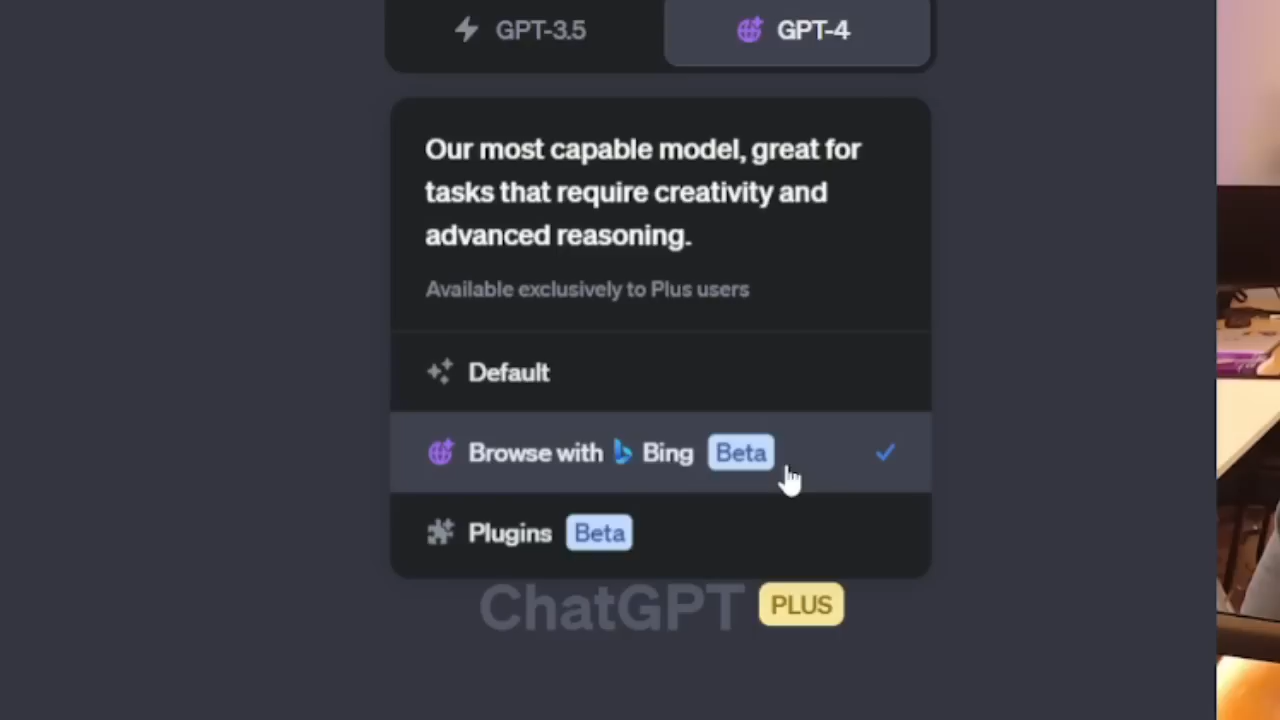 GPT-3.5
GPT-4
Our most capable model, great for
tasks that require creativity and
advanced reasoning.
Available exclusively to Plus users
Default
Browse with Bing Beta
Plugins Beta
ChatGPT PLUS